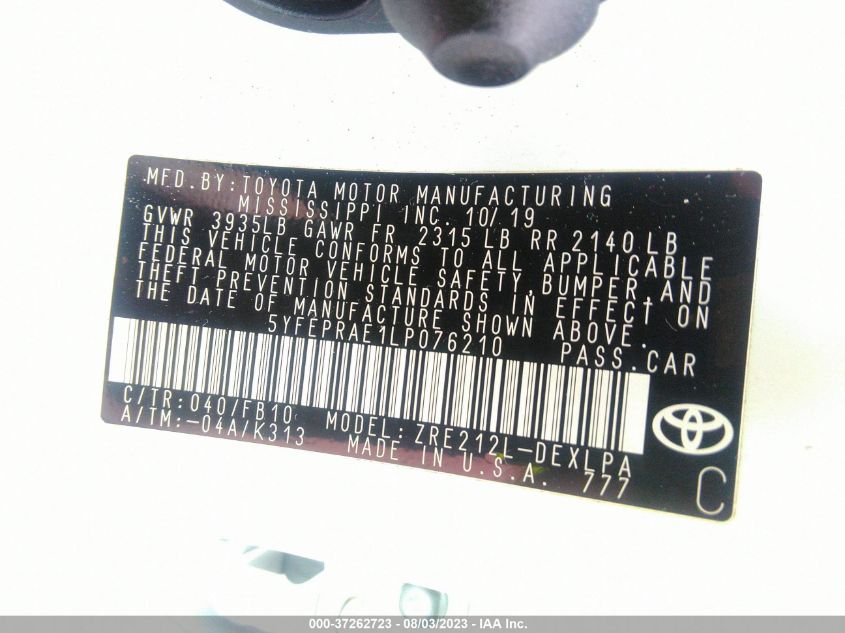 MFD. BY: TOYOTA MOTOR MANUFACTURING
MISSISSIPPI INC. 10/19
GVWR 3935LB GAWR FR 2315 LB RR 2140 LB
THIS VEHICLE CONFORMS TO ALL APPLICABLE
FEDERAL MOTOR VEHICLE SAFETY, BUMPER, AND
THEFT PREVENTION STANDARDS IN EFFECT ON
THE DATE OF MANUFACTURE SHOWN ABOVE.
5YFEPRAE1LP076210 PASS. CAR
C/TR: 040/FB10 MODEL: ZRE212L-DEXLPA
A/TM: -04A/K313 MADE IN U.S.A. 777
C
000-37262723 - 08/03/2023 - IAA Inc.